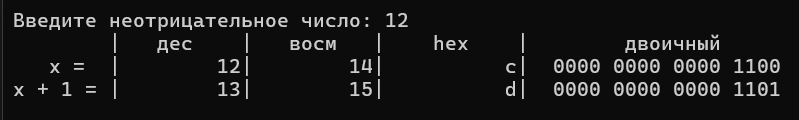 Введите неотрицательное число: 12
| дес | восм | hex | двоичный
x = | 12| 14| c| 0000 0000 0000 1100
x + 1 = | 13| 15| d| 0000 0000 0000 1101